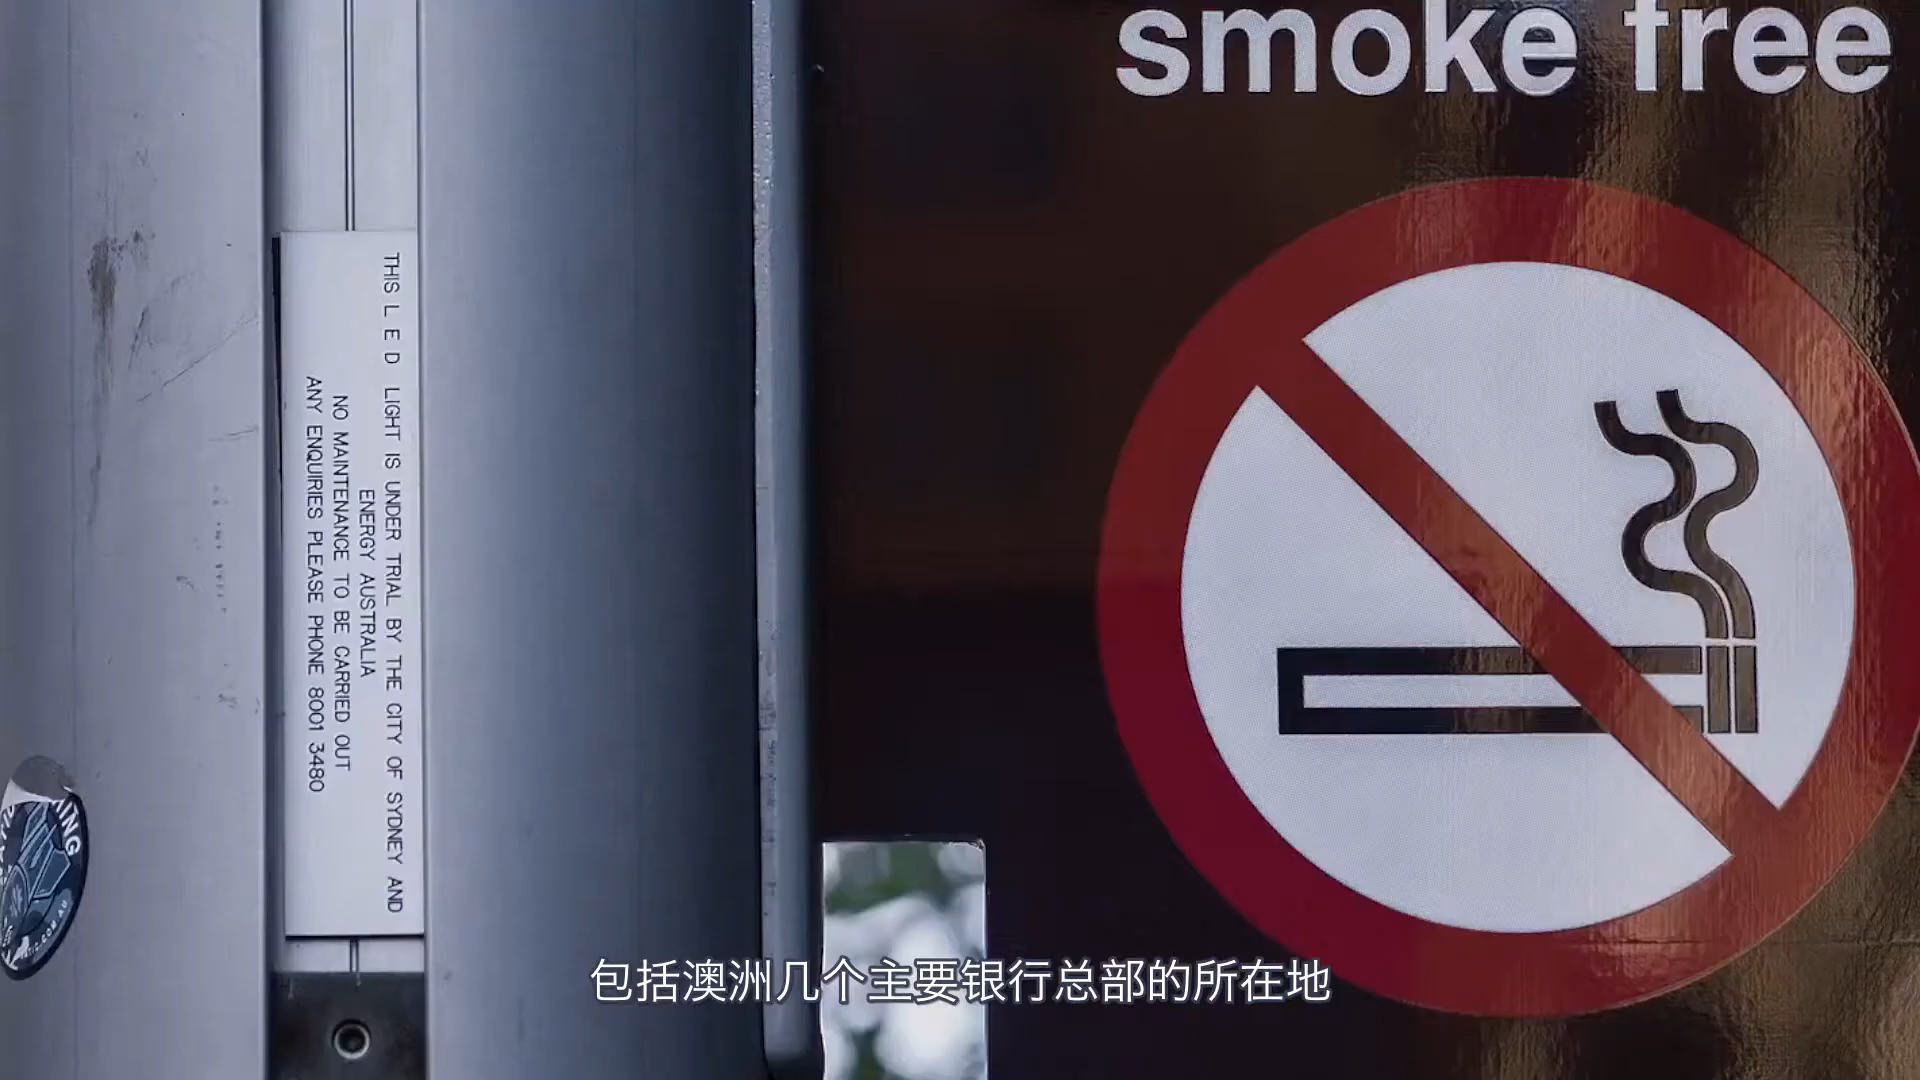 smoke free
THIS L E D LIGHT IS UNDER TRIAL BY THE CITY OF SYDNEY AND
ENERGY AUSTRALIA
NO MAINTENANCE TO BE CARRIED OUT
ANY ENQUIRIES PLEASE PHONE 8001 3480
包括澳洲几个主要银行总部的所在地